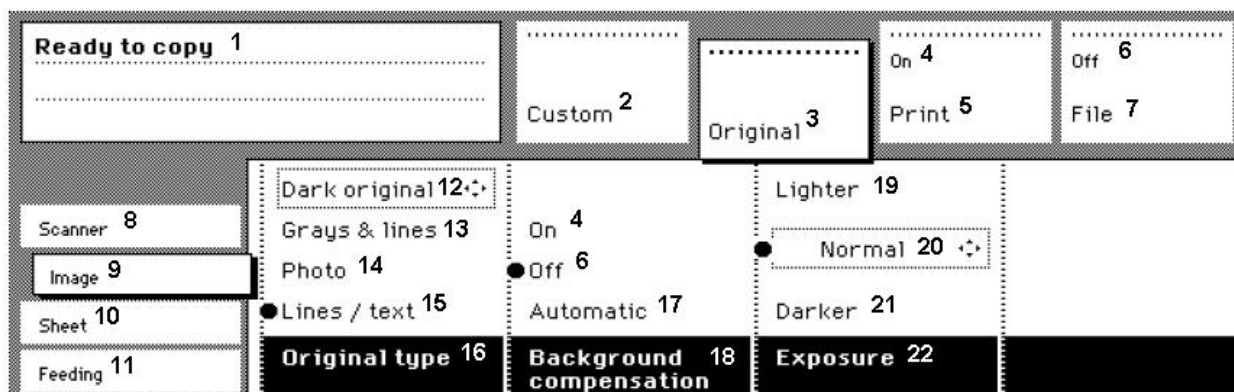 Ready to copy 1
Custom 2
Original 3
On 4
Print 5
Off 6
File 7
Scanner 8
Image 9
Sheet 10
Feeding 11
Dark original 12
Grays & lines 13
Photo 14
Lines / text 15
Original type 16
On 4
Off 6
Automatic 17
Background 18
compensation
Lighter 19
Normal 20
Darker 21
Exposure 22